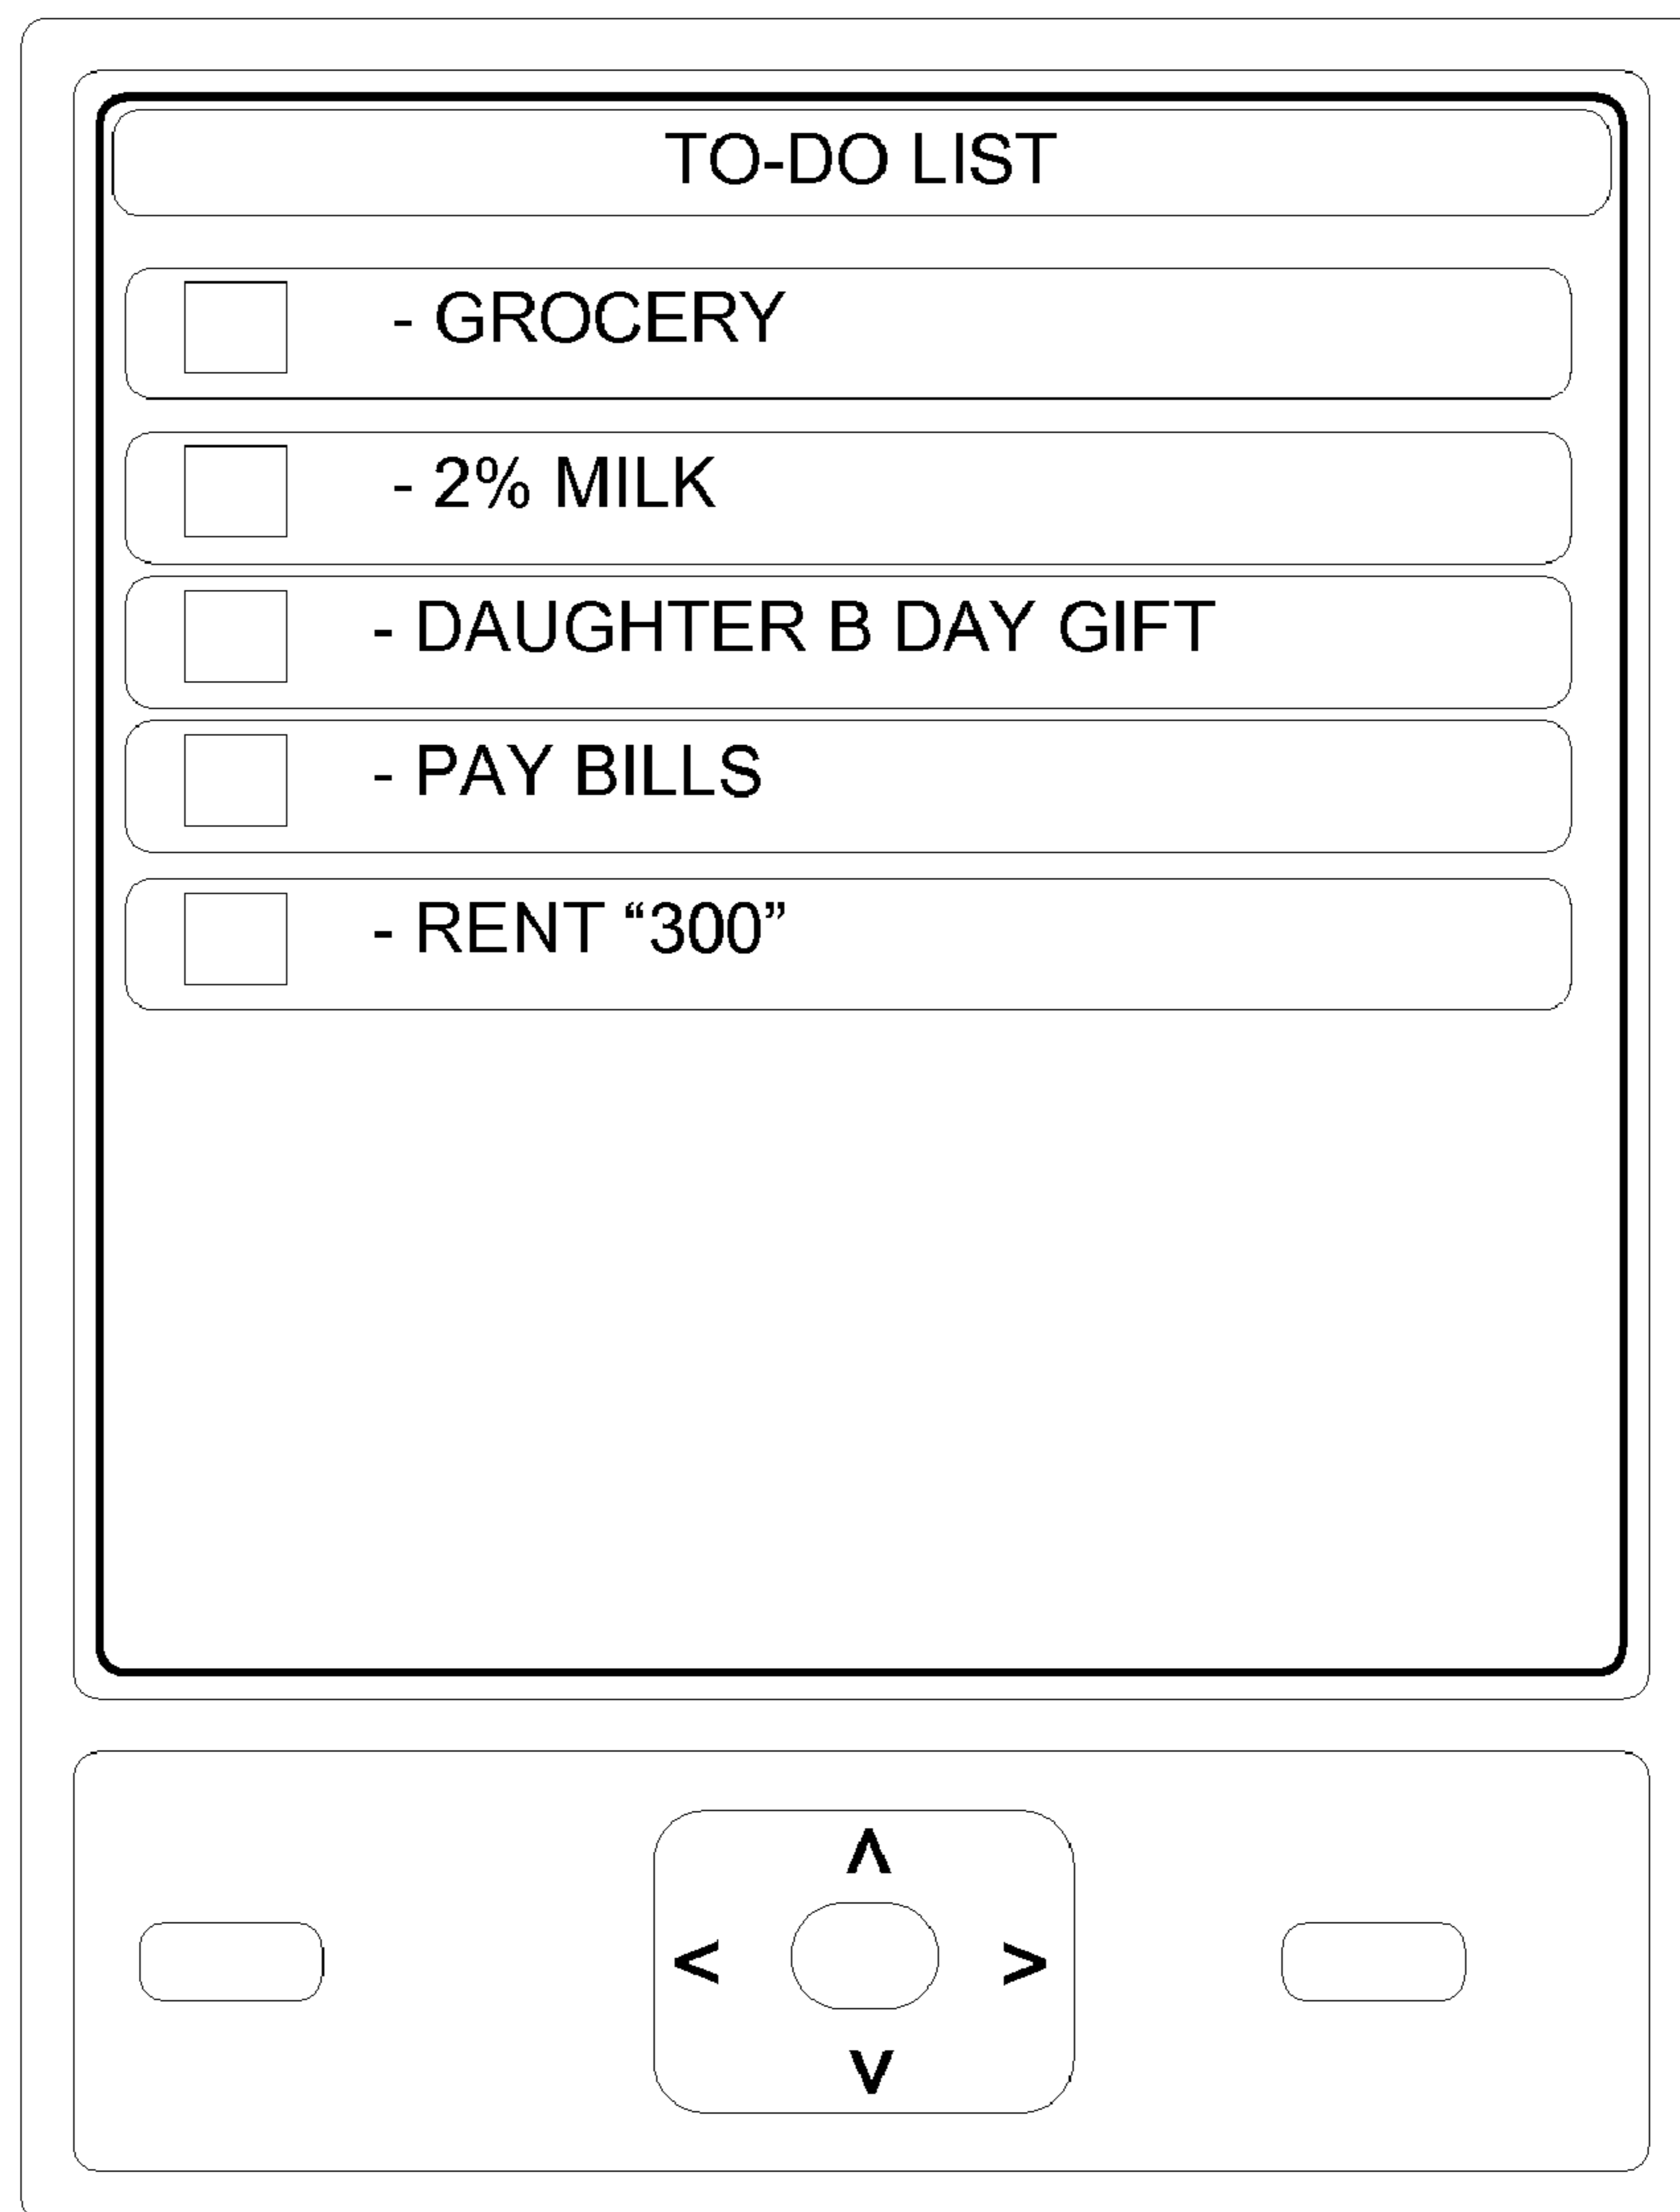 TO-DO LIST
- GROCERY
- 2% MILK
- DAUGHTER B DAY GIFT
- PAY BILLS
- RENT “300”
^
< >
v